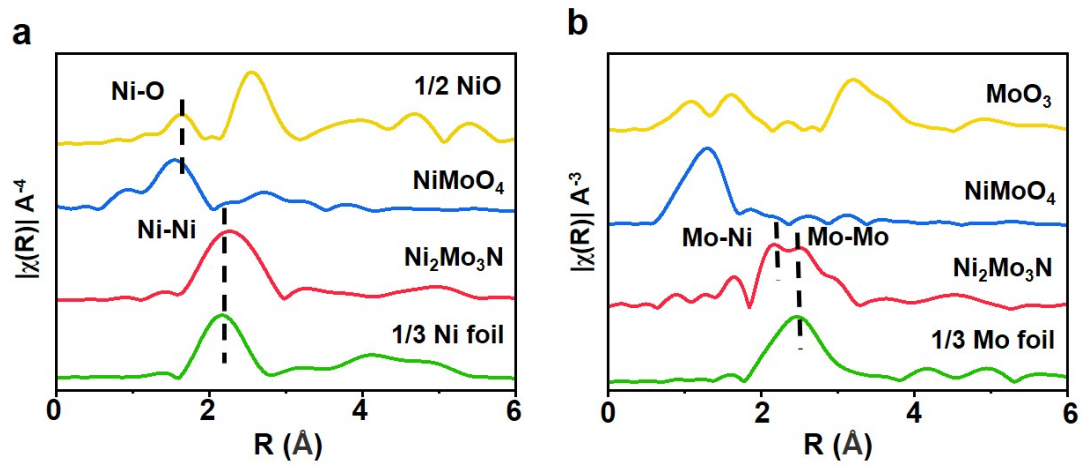 a
|χ(R)| A⁻⁴
Ni-O
1/2 NiO
NiMoO₄
Ni-Ni
Ni₂Mo₃N
1/3 Ni foil
0 2 4 6
R (Å)
b
|χ(R)| A⁻³
MoO₃
NiMoO₄
Mo-Ni Mo-Mo
Ni₂Mo₃N
1/3 Mo foil
0 2 4 6
R (Å)